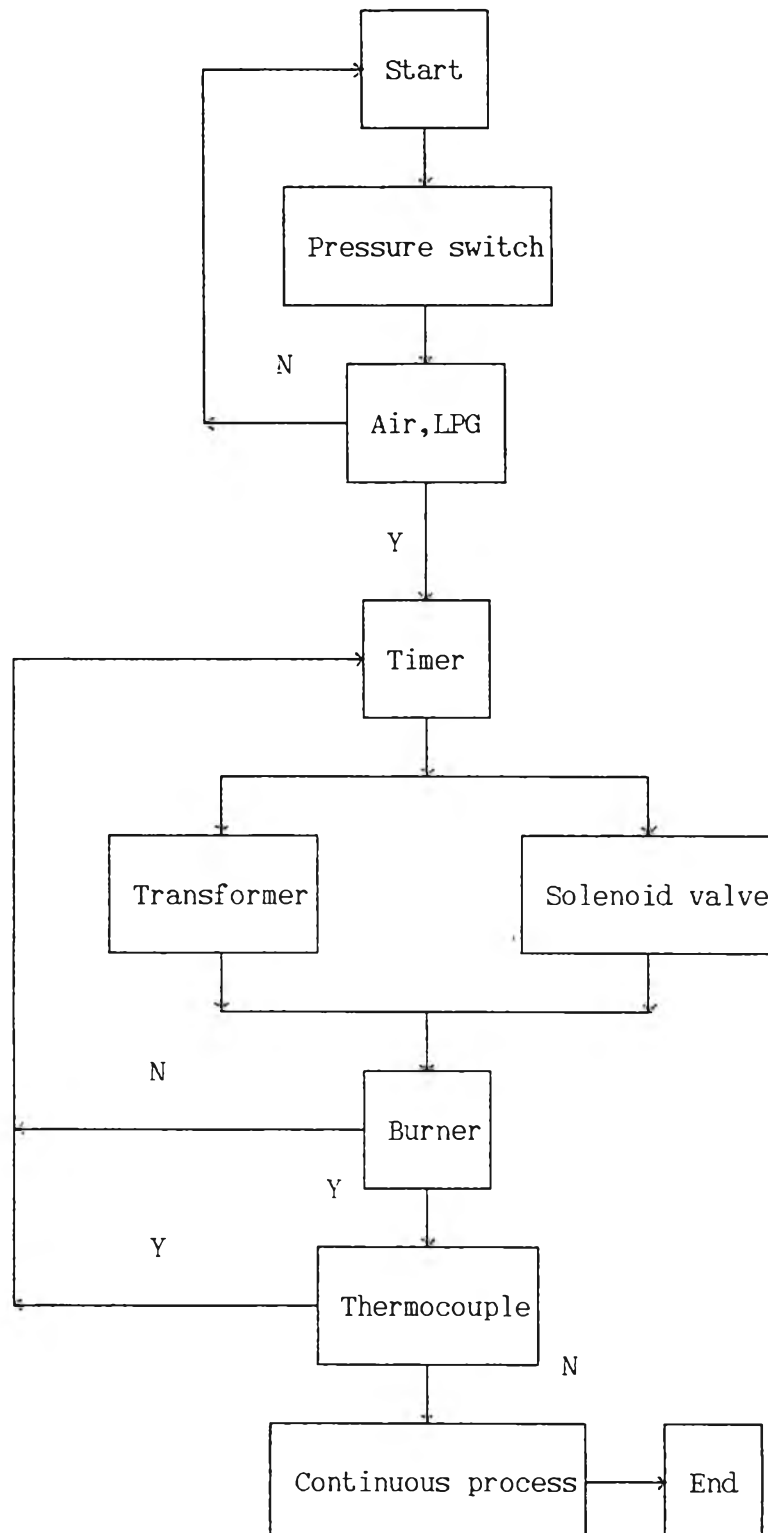 Start
Pressure switch
N
Air,LPG
Y
Timer
Transformer
Solenoid valve
N
Burner
Y
Y
Thermocouple
N
Continuous process
End